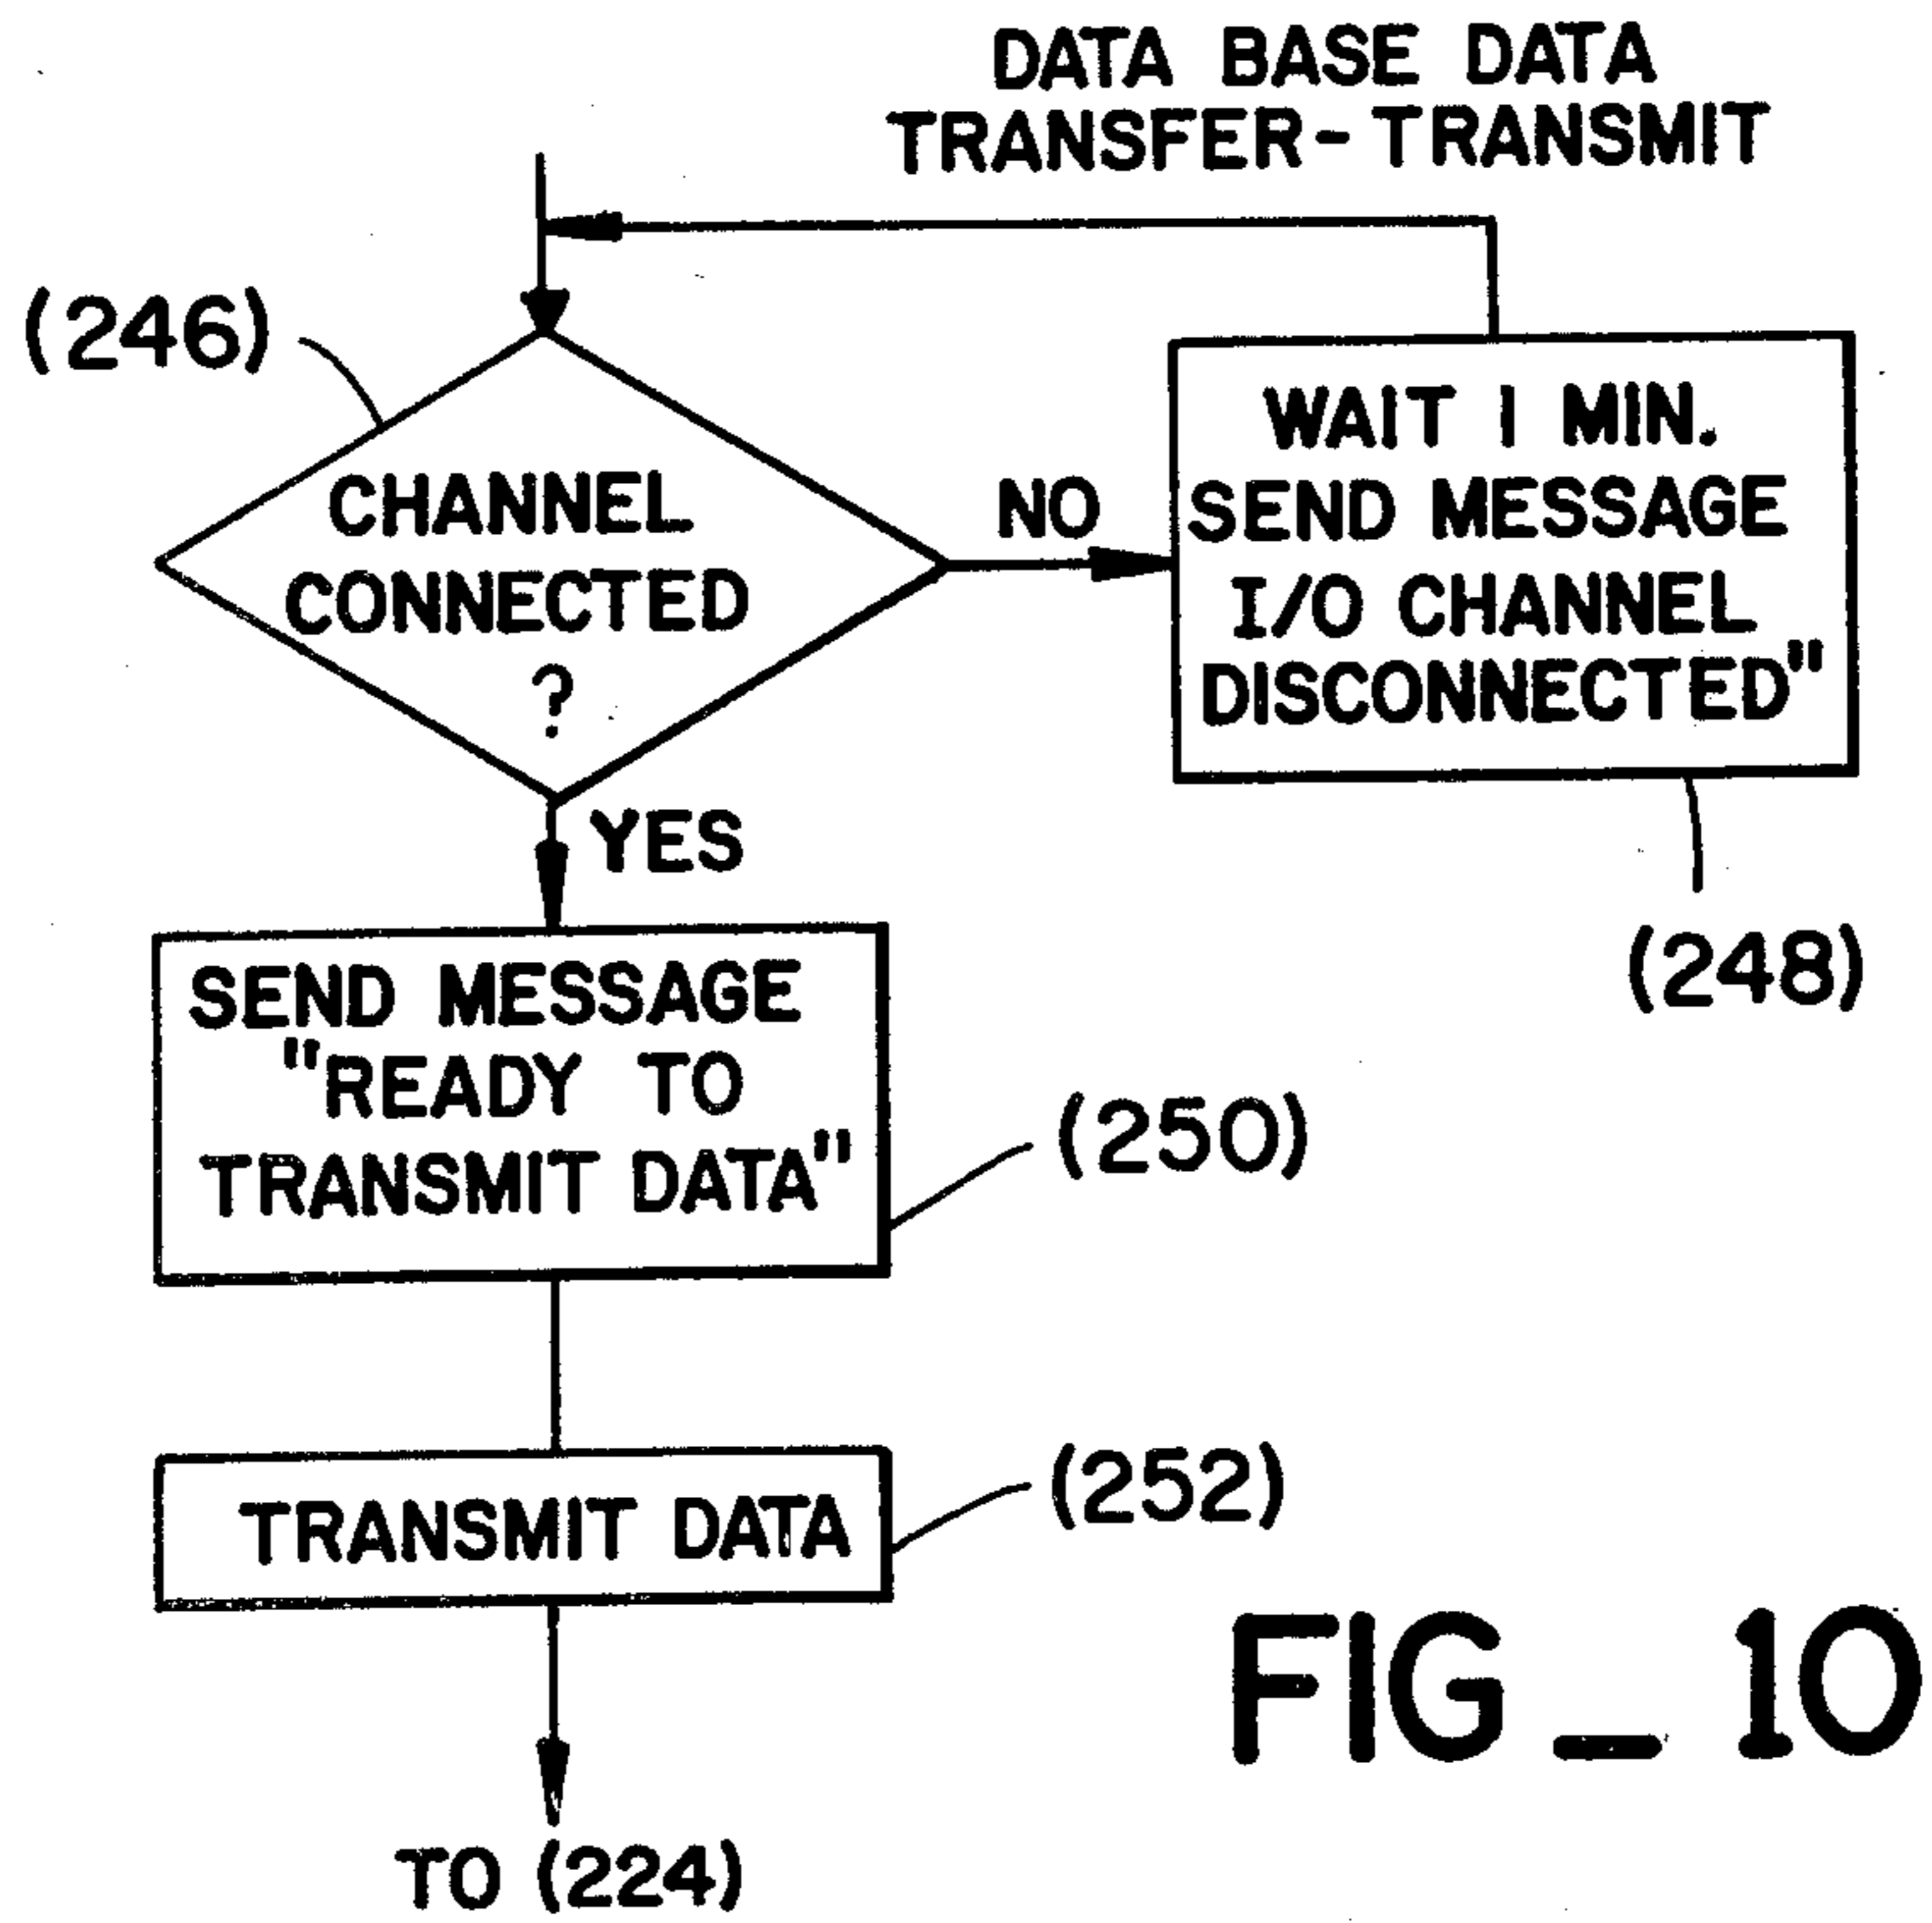 DATA BASE DATA
TRANSFER-TRANSMIT
(246)
CHANNEL
CONNECTED
?
NO
WAIT 1 MIN.
SEND MESSAGE
I/O CHANNEL
DISCONNECTED"
(248)
YES
SEND MESSAGE
"READY TO
TRANSMIT DATA"
(250)
TRANSMIT DATA
(252)
TO (224)
FIG_10